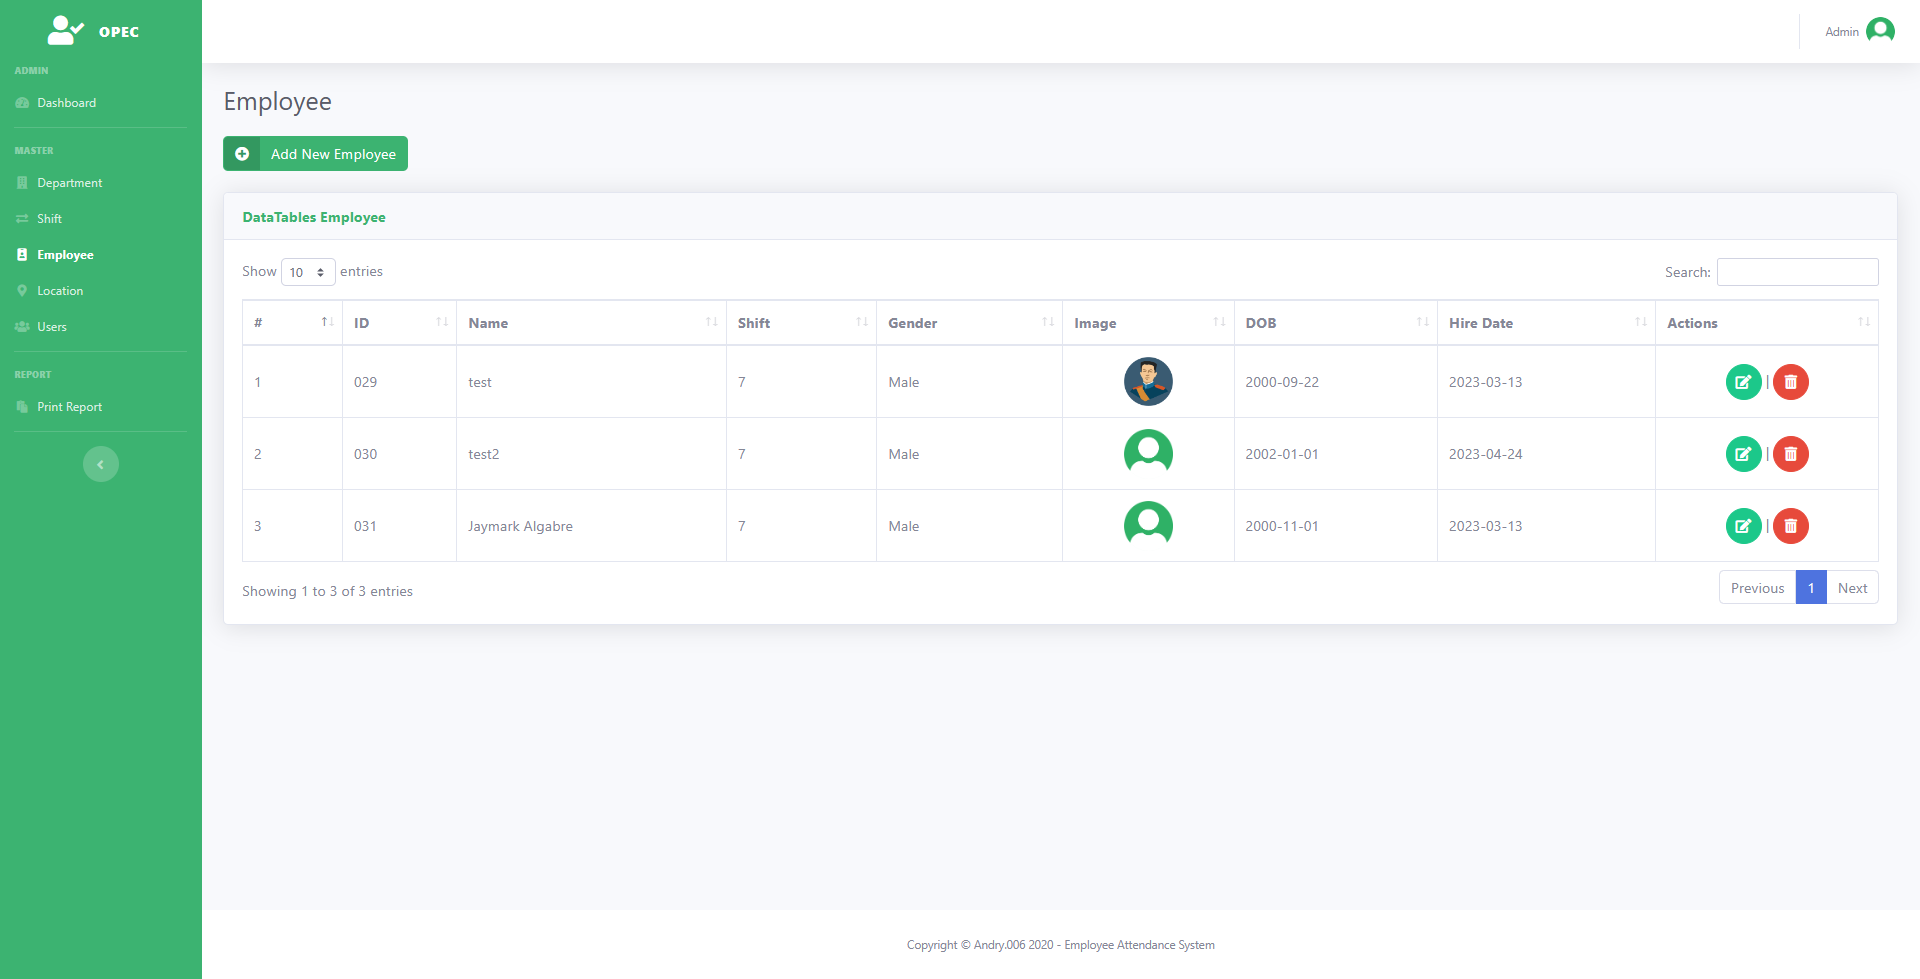 OPEC
Admin
ADMIN
Dashboard
MASTER
Department
Shift
Employee
Location
Users
REPORT
Print Report
Employee
Add New Employee
DataTables Employee
Show 10 entries
Search:
# ID Name Shift Gender Image DOB Hire Date Actions
1 029 test 7 Male 2000-09-22 2023-03-13 |
2 030 test2 7 Male 2002-01-01 2023-04-24 |
3 031 Jaymark Algabre 7 Male 2000-11-01 2023-03-13 |
Showing 1 to 3 of 3 entries
Previous 1 Next
Copyright © Andry.006 2020 - Employee Attendance System